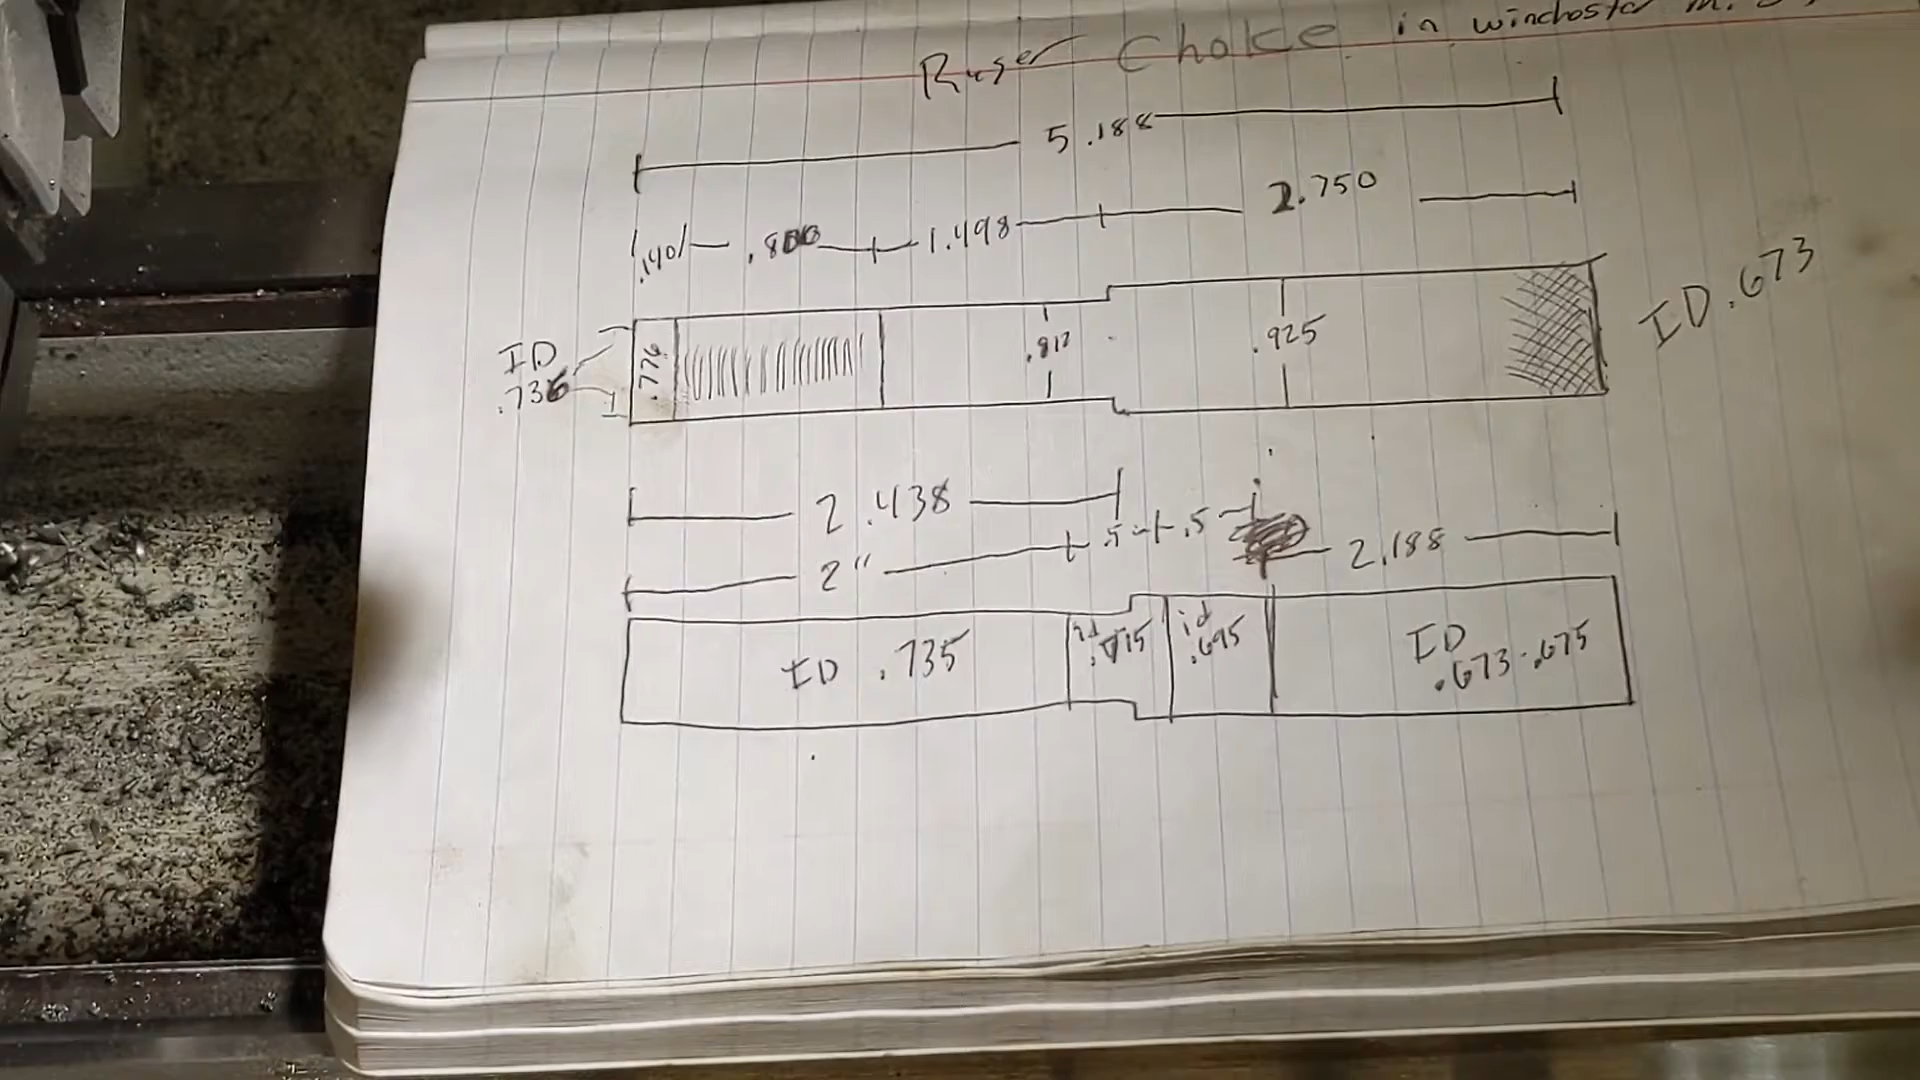 Ruger Choke in winchester
5.188
.140 .800 1.498 2.750
ID .736
.776 .812 .925
ID .673
2.438
2" .5 .5 2.188
ID .735 id .715 id .695 ID .673-.675